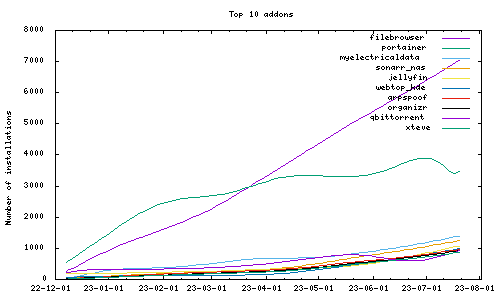 Top 10 addons
8000
7000
6000
5000
4000
3000
2000
1000
0
Number of installations
filebrowser
portainer
myelectricaldata
sonarr_nas
jellyfin
webtop_kde
arpspoof
organizr
qbittorrent
xteve
22-12-01 23-01-01 23-02-01 23-03-01 23-04-01 23-05-01 23-06-01 23-07-01 23-08-01